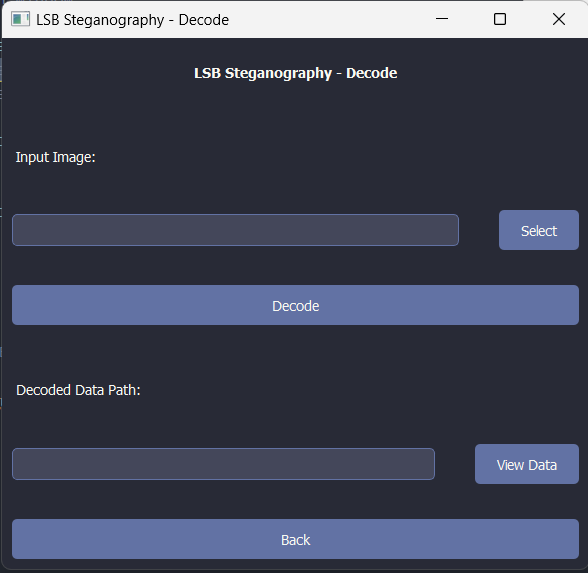 LSB Steganography - Decode
LSB Steganography - Decode
Input Image:
Select
Decode
Decoded Data Path:
View Data
Back